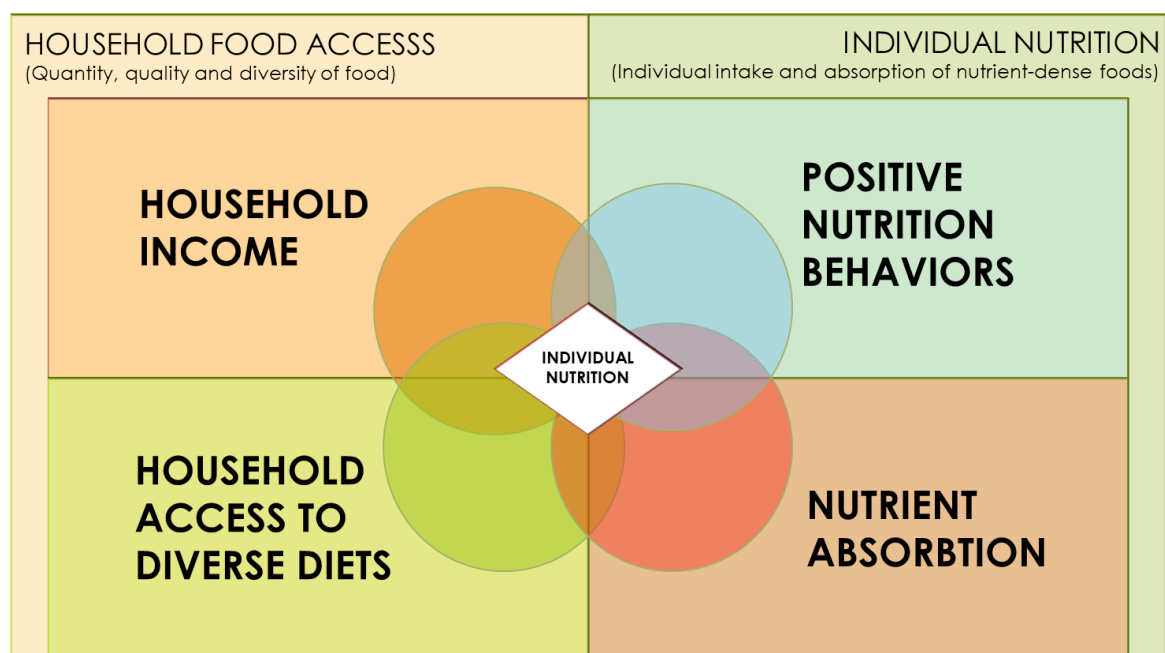 HOUSEHOLD FOOD ACCESSS
(Quantity, quality and diversity of food)
INDIVIDUAL NUTRITION
(Individual intake and absorption of nutrient-dense foods)
HOUSEHOLD
INCOME
POSITIVE
NUTRITION
BEHAVIORS
INDIVIDUAL
NUTRITION
HOUSEHOLD
ACCESS TO
DIVERSE DIETS
NUTRIENT
ABSORBTION